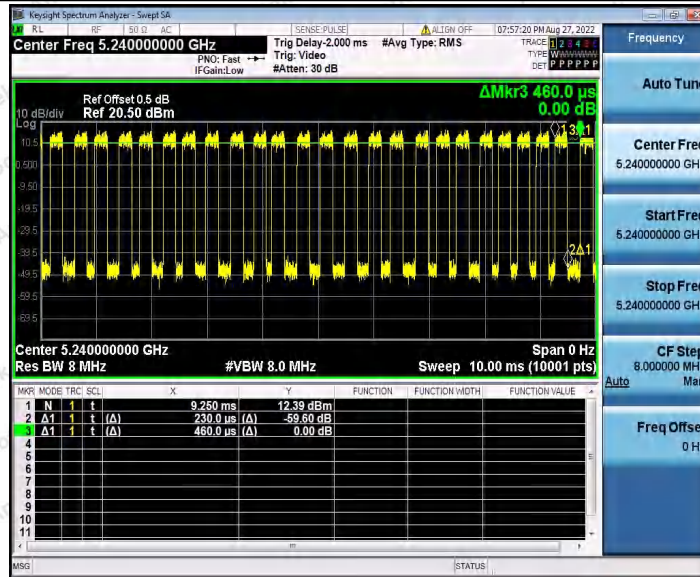 Keysight Spectrum Analyzer - Swept SA
RL RF 50 Ω AC SENSE:PULSE ALIGN OFF 07:57:20 PM Aug 27, 2022
Center Freq 5.240000000 GHz
PNO: Fast
IFGain:Low
Trig Delay-2.000 ms
Trig: Video
#Atten: 30 dB
#Avg Type: RMS
TRACE 1 2 3 4 5 6
TYPE W
DET P P P P P P
Ref Offset 0.5 dB
10 dB/div Ref 20.50 dBm
Log
ΔMkr3 460.0 µs
0.00 dB
10.5
0.500
-9.50
-19.5
-29.5
-39.5
-49.5
-59.5
-69.5
2Δ1
Center 5.240000000 GHz Span 0 Hz
Res BW 8 MHz #VBW 8.0 MHz Sweep 10.00 ms (10001 pts)
MKR MODE TRC SCL X Y FUNCTION FUNCTION WIDTH FUNCTION VALUE
1 N 1 t 9.250 ms 12.39 dBm
2 Δ1 1 t (Δ) 230.0 µs (Δ) -59.60 dB
3 Δ1 1 t (Δ) 460.0 µs (Δ) 0.00 dB
4
5
6
7
8
9
10
11
MSG STATUS
Frequency
Auto Tune
Center Freq
5.240000000 GH
Start Freq
5.240000000 GH
Stop Freq
5.240000000 GH
CF Step
8.000000 MH
Auto Ma
Freq Offse
0 H